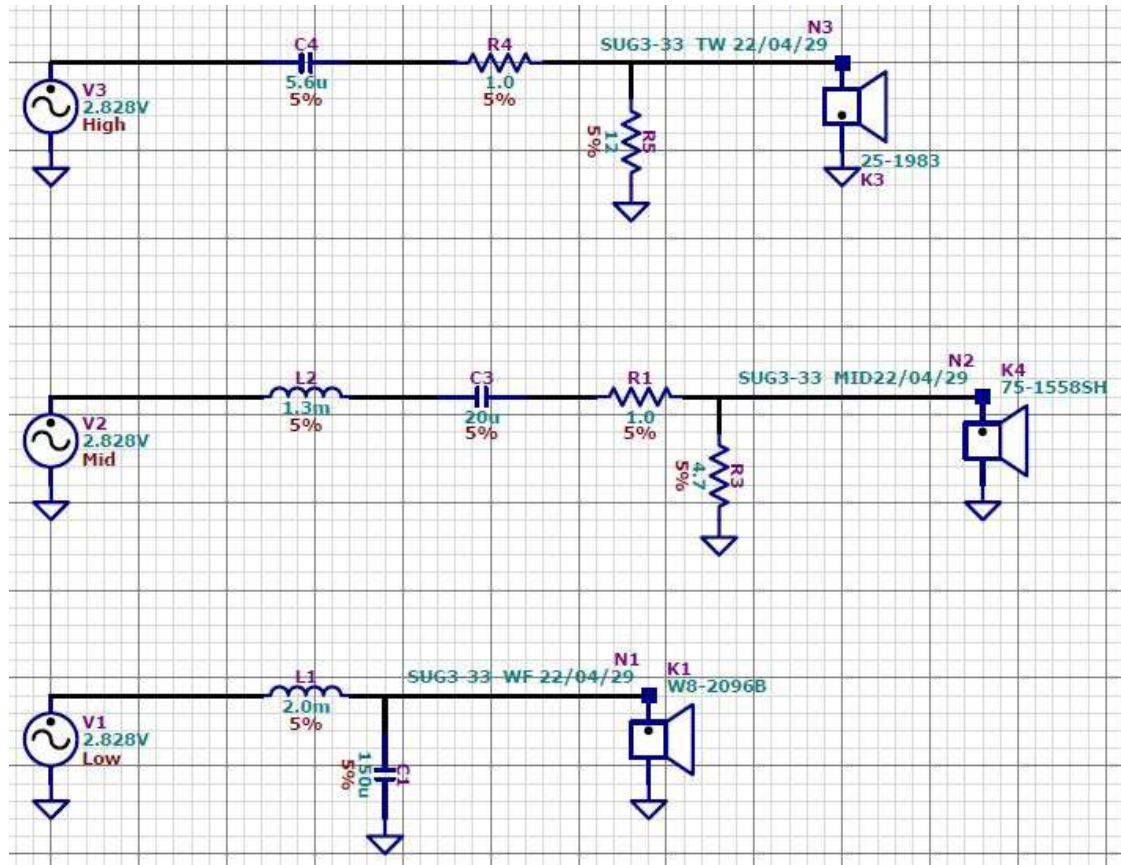 N3
C4
R4
SUG3-33 TW 22/04/29
5.6u
5%
1.0
5%
V3
2.828V
High
R5
12
5%
25-1983
K3
N2
K4
75-1558SH
L2
C3
R1
SUG3-33 MID22/04/29
1.3m
5%
20u
5%
1.0
5%
V2
2.828V
Mid
R3
4.7
5%
N1
K1
W8-2096B
L1
SUG3-33 WF 22/04/29
2.0m
5%
V1
2.828V
Low
C1
150u
5%